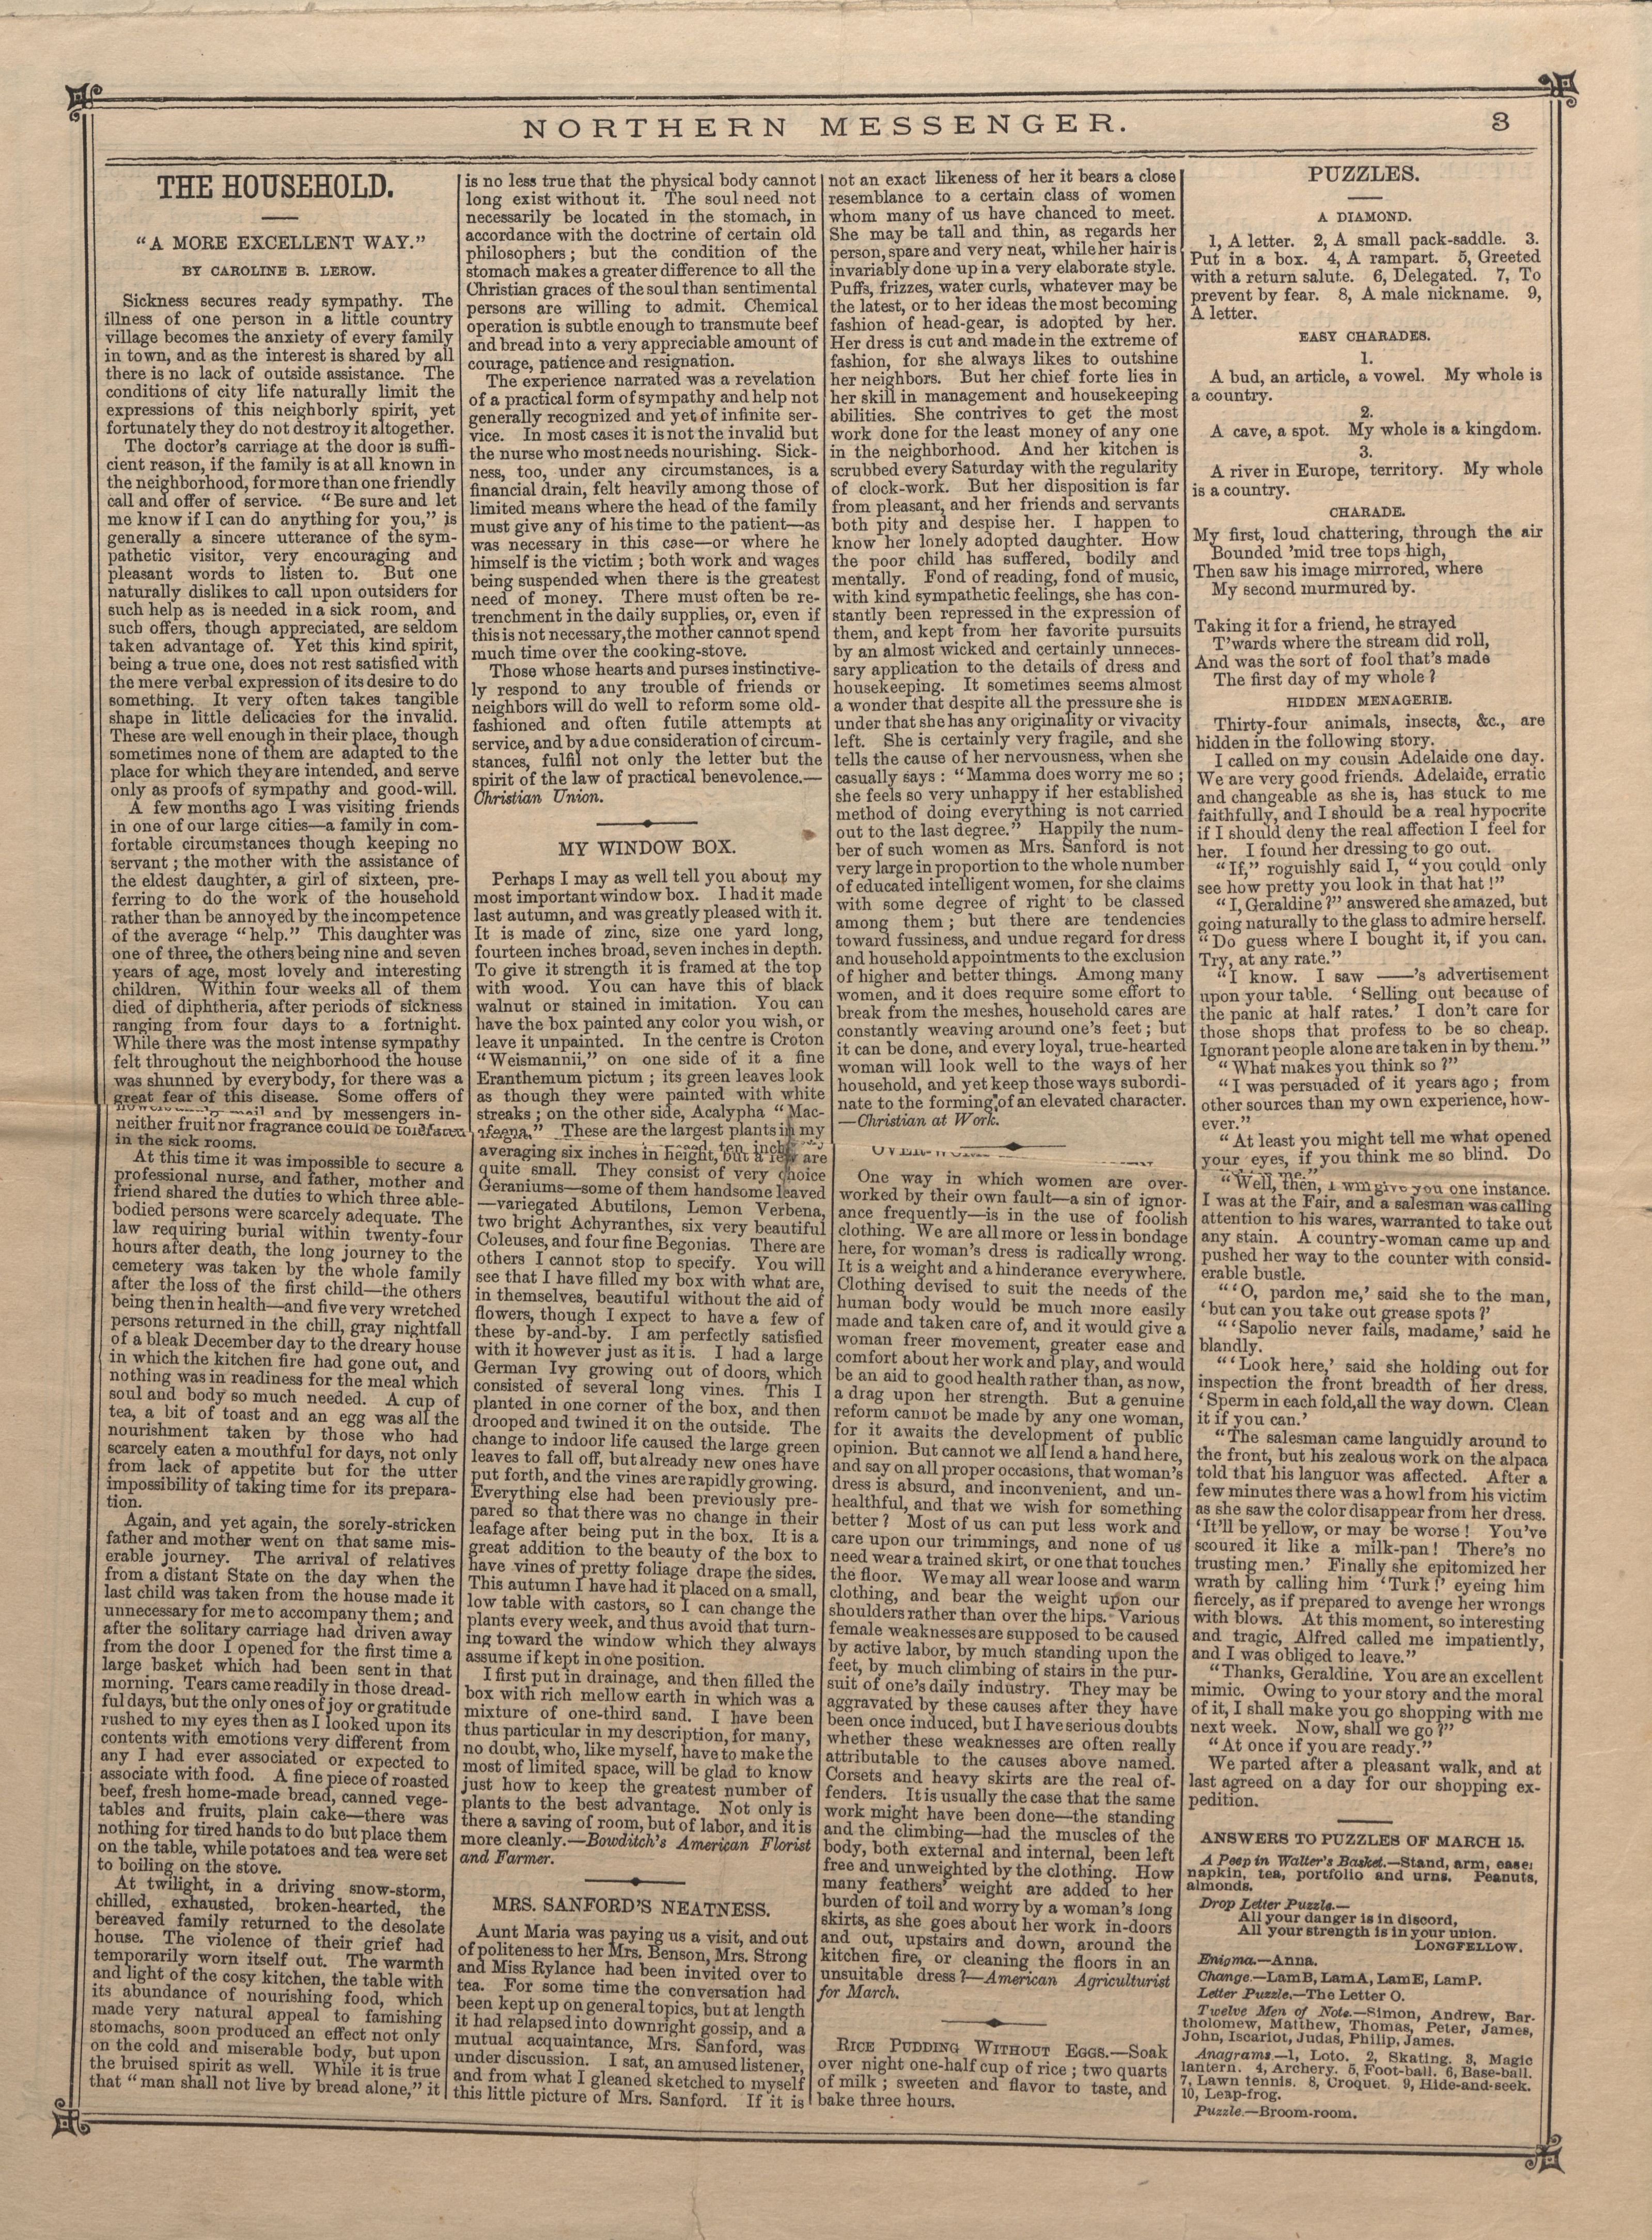 NORTHERN MESSENGER.
3
THE HOUSEHOLD.
"A MORE EXCELLENT WAY."
BY CAROLINE B. LEROW.
Sickness secures ready sympathy. The
illness of one person in a little country
village becomes the anxiety of every family
in town, and as the interest is shared by all
there is no lack of outside assistance. The
conditions of city life naturally limit the
expressions of this neighborly spirit, yet
fortunately they do not destroy it altogether.
The doctor's carriage at the door is suffi-
cient reason, if the family is at all known in
the neighborhood, for more than one friendly
call and offer of service. "Be sure and let
me know if I can do anything for you," is
generally a sincere utterance of the sym-
pathetic visitor, very encouraging and
pleasant words to listen to. But one
naturally dislikes to call upon outsiders for
such help as is needed in a sick room, and
such offers, though appreciated, are seldom
taken advantage of. Yet this kind spirit,
being a true one, does not rest satisfied with
the mere verbal expression of its desire to do
something. It very often takes tangible
shape in little delicacies for the invalid.
These are well enough in their place, though
sometimes none of them are adapted to the
place for which they are intended, and serve
only as proofs of sympathy and good-will.
A few months ago I was visiting friends
in one of our large cities—a family in com-
fortable circumstances though keeping no
servant; the mother with the assistance of
the eldest daughter, a girl of sixteen, pre-
ferring to do the work of the household
rather than be annoyed by the incompetence
of the average "help." This daughter was
one of three, the others being nine and seven
years of age, most lovely and interesting
children. Within four weeks all of them
died of diphtheria, after periods of sickness
ranging from four days to a fortnight.
While there was the most intense sympathy
felt throughout the neighborhood the house
was shunned by everybody, for there was a
great fear of this disease. Some offers of
mail and by messengers in-
neither fruit nor fragrance could be tolerated
in the sick rooms.
At this time it was impossible to secure a
professional nurse, and father, mother and
friend shared the duties to which three able-
bodied persons were scarcely adequate. The
law requiring burial within twenty-four
hours after death, the long journey to the
cemetery was taken by the whole family
after the loss of the first child—the others
being then in health—and five very wretched
persons returned in the chill, gray nightfall
of a bleak December day to the dreary house
in which the kitchen fire had gone out, and
nothing was in readiness for the meal which
soul and body so much needed. A cup of
tea, a bit of toast and an egg was all the
nourishment taken by those who had
scarcely eaten a mouthful for days, not only
from lack of appetite but for the utter
impossibility of taking time for its prepara-
tion.
Again, and yet again, the sorely-stricken
father and mother went on that same mis-
erable journey. The arrival of relatives
from a distant State on the day when the
last child was taken from the house made it
unnecessary for me to accompany them; and
after the solitary carriage had driven away
from the door I opened for the first time a
large basket which had been sent in that
morning. Tears came readily in those dread-
ful days, but the only ones of joy or gratitude
rushed to my eyes then as I looked upon its
contents with emotions very different from
any I had ever associated or expected to
associate with food. A fine piece of roasted
beef, fresh home-made bread, canned vege-
tables and fruits, plain cake—there was
nothing for tired hands to do but place them
on the table, while potatoes and tea were set
to boiling on the stove.
At twilight, in a driving snow-storm,
chilled, exhausted, broken-hearted, the
bereaved family returned to the desolate
house. The violence of their grief had
temporarily worn itself out. The warmth
and light of the cosy kitchen, the table with
its abundance of nourishing food, which
made very natural appeal to famishing
stomachs, soon produced an effect not only
on the cold and miserable body, but upon
the bruised spirit as well. While it is true
that "man shall not live by bread alone," it
is no less true that the physical body cannot
long exist without it. The soul need not
necessarily be located in the stomach, in
accordance with the doctrine of certain old
philosophers; but the condition of the
stomach makes a greater difference to all the
Christian graces of the soul than sentimental
persons are willing to admit. Chemical
operation is subtle enough to transmute beef
and bread into a very appreciable amount of
courage, patience and resignation.
The experience narrated was a revelation
of a practical form of sympathy and help not
generally recognized and yet of infinite ser-
vice. In most cases it is not the invalid but
the nurse who most needs nourishing. Sick-
ness, too, under any circumstances, is a
financial drain, felt heavily among those of
limited means where the head of the family
must give any of his time to the patient—as
was necessary in this case—or where he
himself is the victim; both work and wages
being suspended when there is the greatest
need of money. There must often be re-
trenchment in the daily supplies, or, even if
this is not necessary, the mother cannot spend
much time over the cooking-stove.
Those whose hearts and purses instinctive-
ly respond to any trouble of friends or
neighbors will do well to reform some old-
fashioned and often futile attempts at
service, and by a due consideration of circum-
stances, fulfil not only the letter but the
spirit of the law of practical benevolence.—
Christian Union.
MY WINDOW BOX.
Perhaps I may as well tell you about my
most important window box. I had it made
last autumn, and was greatly pleased with it.
It is made of zinc, size one yard long,
fourteen inches broad, seven inches in depth.
To give it strength it is framed at the top
with wood. You can have this of black
walnut or stained in imitation. You can
have the box painted any color you wish, or
leave it unpainted. In the centre is Croton
"Weismannii," on one side of it a fine
Eranthemum pictum; its green leaves look
as though they were painted with white
streaks; on the other side, Acalypha "Mac-
afeana." These are the largest plants in my
averaging six inches in height, but a few are
quite small. They consist of very choice
Geraniums—some of them handsome leaved
—variegated Abutilons, Lemon Verbena,
two bright Achyranthes, six very beautiful
Coleuses, and four fine Begonias. There are
others I cannot stop to specify. You will
see that I have filled my box with what are,
in themselves, beautiful without the aid of
flowers, though I expect to have a few of
these by-and-by. I am perfectly satisfied
with it however just as it is. I had a large
German Ivy growing out of doors, which
consisted of several long vines. This I
planted in one corner of the box, and then
drooped and twined it on the outside. The
change to indoor life caused the large green
leaves to fall off, but already new ones have
put forth, and the vines are rapidly growing.
Everything else had been previously pre-
pared so that there was no change in their
leafage after being put in the box. It is a
great addition to the beauty of the box to
have vines of pretty foliage drape the sides.
This autumn I have had it placed on a small,
low table with castors, so I can change the
plants every week, and thus avoid that turn-
ing toward the window which they always
assume if kept in one position.
I first put in drainage, and then filled the
box with rich mellow earth in which was a
mixture of one-third sand. I have been
thus particular in my description, for many,
no doubt, who, like myself, have to make the
most of limited space, will be glad to know
just how to keep the greatest number of
plants to the best advantage. Not only is
there a saving of room, but of labor, and it is
more cleanly.—Bowditch's American Florist
and Farmer.
MRS. SANFORD'S NEATNESS.
Aunt Maria was paying us a visit, and out
of politeness to her Mrs. Benson, Mrs. Strong
and Miss Rylance had been invited over to
tea. For some time the conversation had
been kept up on general topics, but at length
it had relapsed into downright gossip, and a
mutual acquaintance, Mrs. Sanford, was
under discussion. I sat, an amused listener,
and from what I gleaned sketched to myself
this little picture of Mrs. Sanford. If it is
not an exact likeness of her it bears a close
resemblance to a certain class of women
whom many of us have chanced to meet.
She may be tall and thin, as regards her
person, spare and very neat, while her hair is
invariably done up in a very elaborate style.
Puffs, frizzes, water curls, whatever may be
the latest, or to her ideas the most becoming
fashion of head-gear, is adopted by her.
Her dress is cut and made in the extreme of
fashion, for she always likes to outshine
her neighbors. But her chief forte lies in
her skill in management and housekeeping
abilities. She contrives to get the most
work done for the least money of any one
in the neighborhood. And her kitchen is
scrubbed every Saturday with the regularity
of clock-work. But her disposition is far
from pleasant, and her friends and servants
both pity and despise her. I happen to
know her lonely adopted daughter. How
the poor child has suffered, bodily and
mentally. Fond of reading, fond of music,
with kind sympathetic feelings, she has con-
stantly been repressed in the expression of
them, and kept from her favorite pursuits
by an almost wicked and certainly unneces-
sary application to the details of dress and
housekeeping. It sometimes seems almost
a wonder that despite all the pressure she is
under that she has any originality or vivacity
left. She is certainly very fragile, and she
tells the cause of her nervousness, when she
casually says: "Mamma does worry me so;
she feels so very unhappy if her established
method of doing everything is not carried
out to the last degree." Happily the num-
ber of such women as Mrs. Sanford is not
very large in proportion to the whole number
of educated intelligent women, for she claims
with some degree of right to be classed
among them; but there are tendencies
toward fussiness, and undue regard for dress
and household appointments to the exclusion
of higher and better things. Among many
women, and it does require some effort to
break from the meshes, household cares are
constantly weaving around one's feet; but
it can be done, and every loyal, true-hearted
woman will look well to the ways of her
household, and yet keep those ways subordi-
nate to the forming of an elevated character.
—Christian at Work.
One way in which women are over-
worked by their own fault—a sin of ignor-
ance frequently—is in the use of foolish
clothing. We are all more or less in bondage
here, for woman's dress is radically wrong.
It is a weight and a hinderance everywhere.
Clothing devised to suit the needs of the
human body would be much more easily
made and taken care of, and it would give a
woman freer movement, greater ease and
comfort about her work and play, and would
be an aid to good health rather than, as now,
a drag upon her strength. But a genuine
reform cannot be made by any one woman,
for it awaits the development of public
opinion. But cannot we all lend a hand here,
and say on all proper occasions, that woman's
dress is absurd, and inconvenient, and un-
healthful, and that we wish for something
better? Most of us can put less work and
care upon our trimmings, and none of us
need wear a trained skirt, or one that touches
the floor. We may all wear loose and warm
clothing, and bear the weight upon our
shoulders rather than over the hips. Various
female weaknesses are supposed to be caused
by active labor, by much standing upon the
feet, by much climbing of stairs in the pur-
suit of one's daily industry. They may be
aggravated by these causes after they have
been once induced, but I have serious doubts
whether these weaknesses are often really
attributable to the causes above named.
Corsets and heavy skirts are the real of-
fenders. It is usually the case that the same
work might have been done—the standing
and the climbing—had the muscles of the
body, both external and internal, been left
free and unweighted by the clothing. How
many feathers' weight are added to her
burden of toil and worry by a woman's long
skirts, as she goes about her work in-doors
and out, upstairs and down, around the
kitchen fire, or cleaning the floors in an
unsuitable dress?—American Agriculturist
for March.
RICE PUDDING WITHOUT EGGS.—Soak
over night one-half cup of rice; two quarts
of milk; sweeten and flavor to taste, and
bake three hours.
PUZZLES.
A DIAMOND.
1, A letter. 2, A small pack-saddle. 3.
Put in a box. 4, A rampart. 5, Greeted
with a return salute. 6, Delegated. 7, To
prevent by fear. 8, A male nickname. 9,
A letter.
EASY CHARADES.
1.
A bud, an article, a vowel. My whole is
a country.
2.
A cave, a spot. My whole is a kingdom.
3.
A river in Europe, territory. My whole
is a country.
CHARADE.
My first, loud chattering, through the air
Bounded 'mid tree tops high,
Then saw his image mirrored, where
My second murmured by.
Taking it for a friend, he strayed
T'wards where the stream did roll,
And was the sort of fool that's made
The first day of my whole?
HIDDEN MENAGERIE.
Thirty-four animals, insects, &c., are
hidden in the following story.
I called on my cousin Adelaide one day.
We are very good friends. Adelaide, erratic
and changeable as she is, has stuck to me
faithfully, and I should be a real hypocrite
if I should deny the real affection I feel for
her. I found her dressing to go out.
"If," roguishly said I, "you could only
see how pretty you look in that hat!"
"I, Geraldine?" answered she amazed, but
going naturally to the glass to admire herself.
"Do guess where I bought it, if you can.
Try, at any rate."
"I know. I saw ——'s advertisement
upon your table. 'Selling out because of
the panic at half rates.' I don't care for
those shops that profess to be so cheap.
Ignorant people alone are taken in by them."
"What makes you think so?"
"I was persuaded of it years ago; from
other sources than my own experience, how-
ever."
"At least you might tell me what opened
your eyes, if you think me so blind. Do
"Well, then, I will give you one instance.
I was at the Fair, and a salesman was calling
attention to his wares, warranted to take out
any stain. A country-woman came up and
pushed her way to the counter with consid-
erable bustle.
"'O, pardon me,' said she to the man,
'but can you take out grease spots?'
"'Sapolio never fails, madame,' said he
blandly.
"'Look here,' said she holding out for
inspection the front breadth of her dress.
'Sperm in each fold, all the way down. Clean
it if you can.'
"The salesman came languidly around to
the front, but his zealous work on the alpaca
told that his languor was affected. After a
few minutes there was a howl from his victim
as she saw the color disappear from her dress.
'It'll be yellow, or may be worse! You've
scoured it like a milk-pan! There's no
trusting men.' Finally she epitomized her
wrath by calling him 'Turk!' eyeing him
fiercely, as if prepared to avenge her wrongs
with blows. At this moment, so interesting
and tragic, Alfred called me impatiently,
and I was obliged to leave."
"Thanks, Geraldine. You are an excellent
mimic. Owing to your story and the moral
of it, I shall make you go shopping with me
next week. Now, shall we go?"
"At once if you are ready."
We parted after a pleasant walk, and at
last agreed on a day for our shopping ex-
pedition.
ANSWERS TO PUZZLES OF MARCH 15.
A Peep in Walter's Basket.—Stand, arm, ease,
napkin, tea, portfolio and urns. Peanuts,
almonds.
Drop Letter Puzzle.—
All your danger is in discord,
All your strength is in your union.
LONGFELLOW.
Enigma.—Anna.
Change.—LamB, LamA, LamE, LamP.
Letter Puzzle.—The Letter O.
Twelve Men of Note.—Simon, Andrew, Bar-
tholomew, Matthew, Thomas, Peter, James,
John, Iscariot, Judas, Philip, James.
Anagrams.—1, Loto. 2, Skating. 3, Magic
lantern. 4, Archery. 5, Foot-ball. 6, Base-ball.
7, Lawn tennis. 8, Croquet. 9, Hide-and-seek.
10, Leap-frog.
Puzzle.—Broom-room.